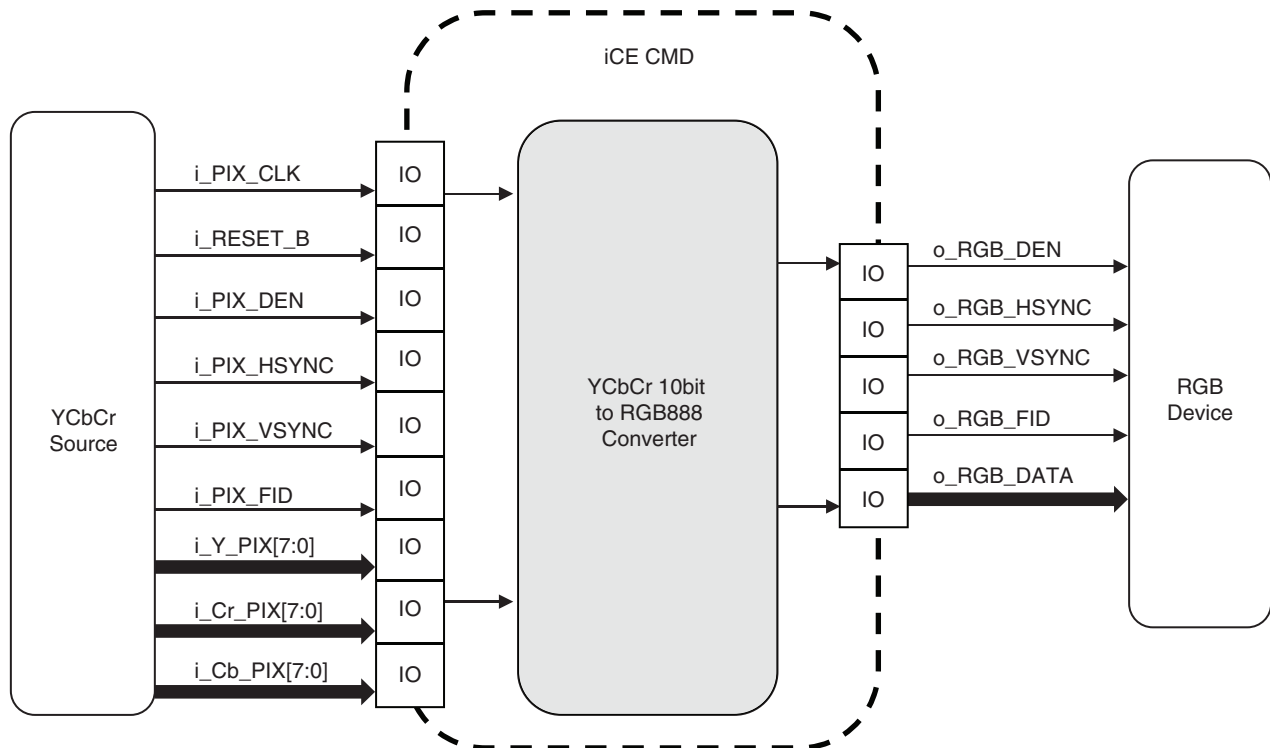 iCE CMD
YCbCr
Source
i_PIX_CLK
i_RESET_B
i_PIX_DEN
i_PIX_HSYNC
i_PIX_VSYNC
i_PIX_FID
i_Y_PIX[7:0]
i_Cr_PIX[7:0]
i_Cb_PIX[7:0]
IO
IO
IO
IO
IO
IO
IO
IO
IO
YCbCr 10bit
to RGB888
Converter
IO
IO
IO
IO
IO
o_RGB_DEN
o_RGB_HSYNC
o_RGB_VSYNC
o_RGB_FID
o_RGB_DATA
RGB
Device